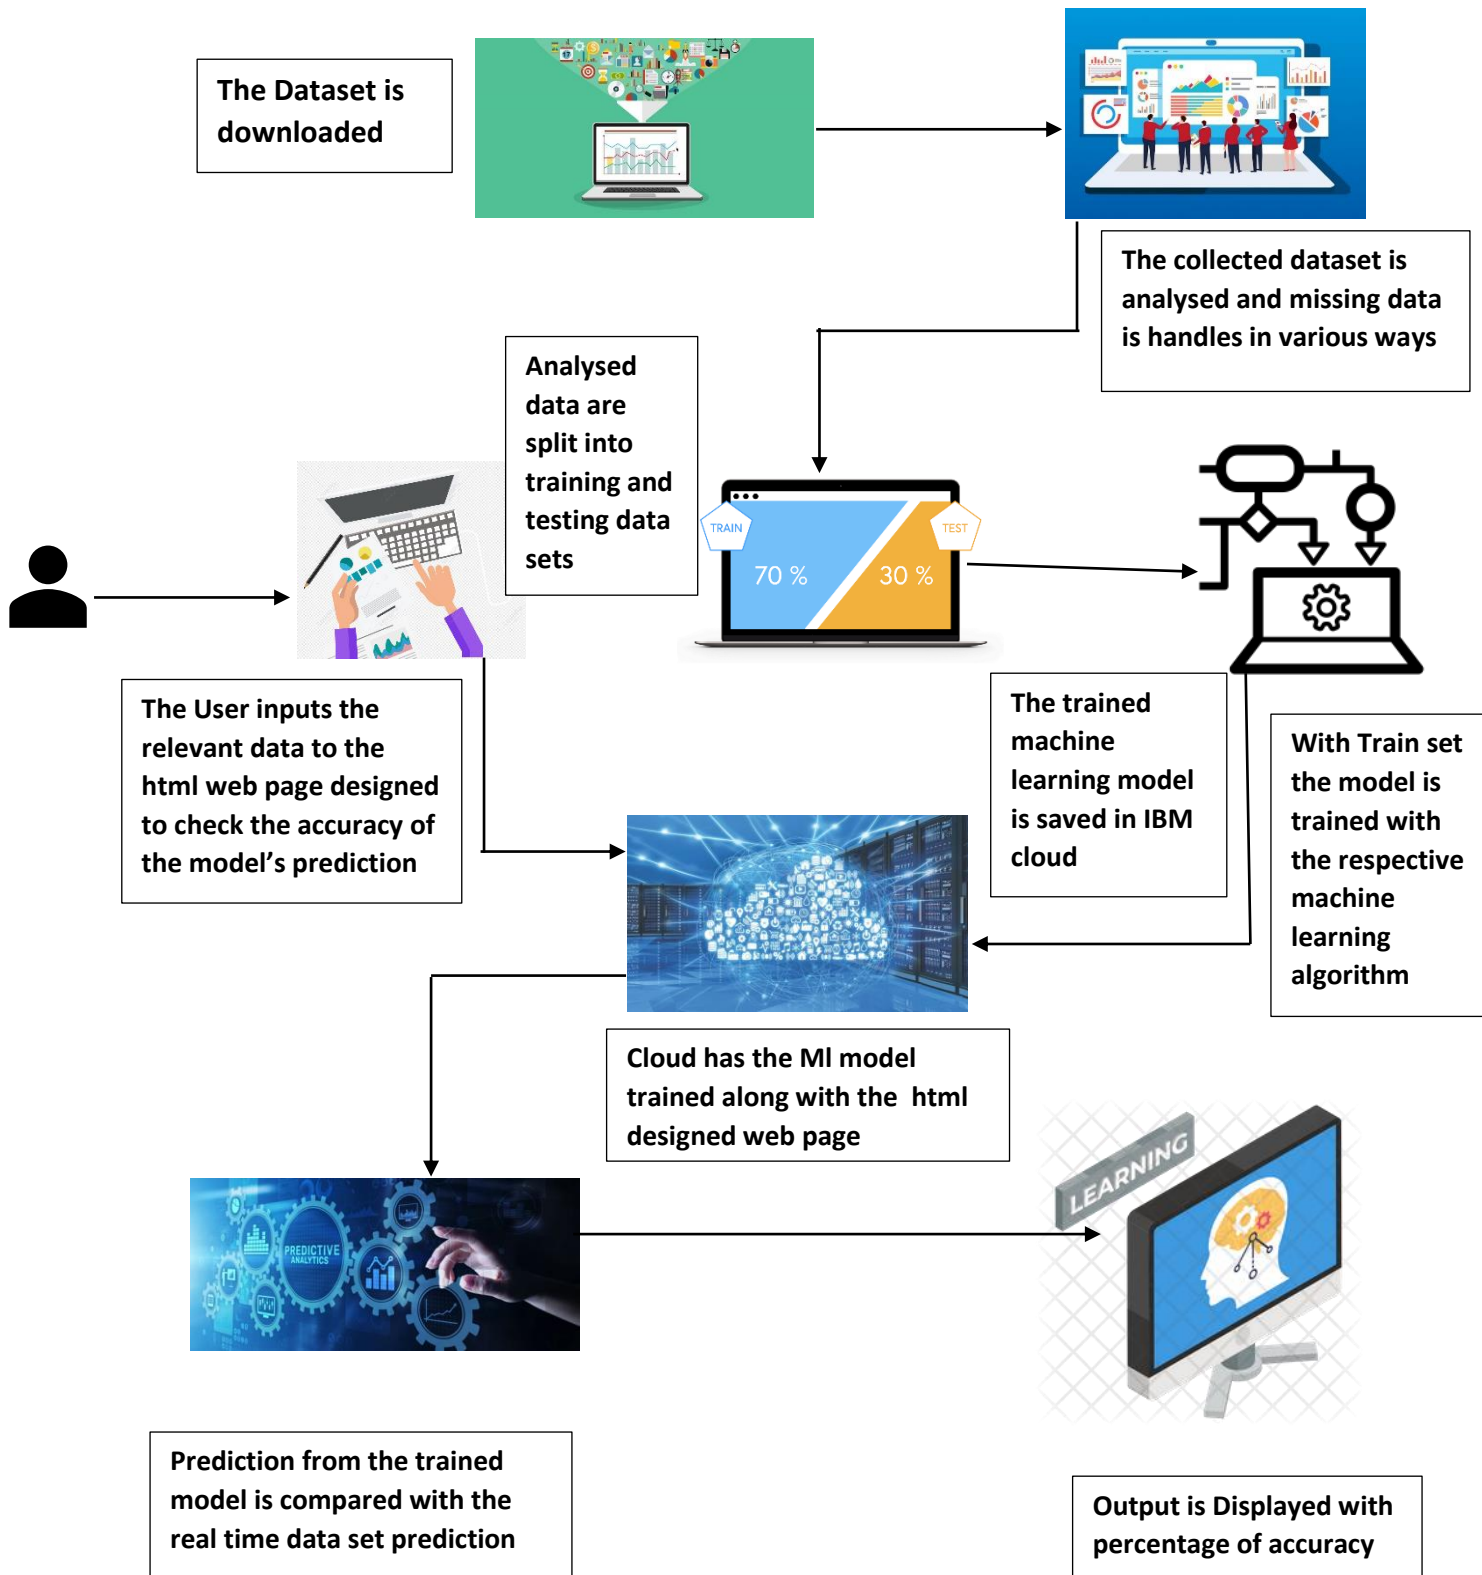 The Dataset is
downloaded
The collected dataset is
analysed and missing data
is handles in various ways
Analysed
data are
split into
training and
testing data
sets
TRAIN
TEST
70 %
30 %
The User inputs the
relevant data to the
html web page designed
to check the accuracy of
the model’s prediction
The trained
machine
learning model
is saved in IBM
cloud
With Train set
the model is
trained with
the respective
machine
learning
algorithm
Cloud has the Ml model
trained along with the  html
designed web page
LEARNING
PREDICTIVE
ANALYTICS
Prediction from the trained
model is compared with the
real time data set prediction
Output is Displayed with
percentage of accuracy